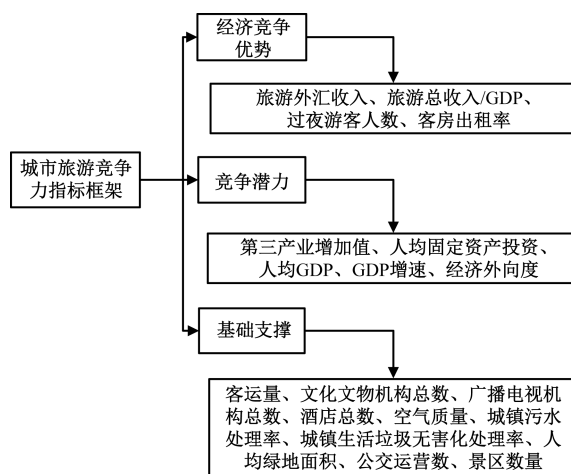 经济竞争
优势
旅游外汇收入、旅游总收入/GDP、
过夜游客人数、客房出租率
城市旅游竞争
力指标框架
竞争潜力
第三产业增加值、人均固定资产投资、
人均GDP、GDP增速、经济外向度
基础支撑
客运量、文化文物机构总数、广播电视机
构总数、酒店总数、空气质量、城镇污水
处理率、城镇生活垃圾无害化处理率、人
均绿地面积、公交运营数、景区数量